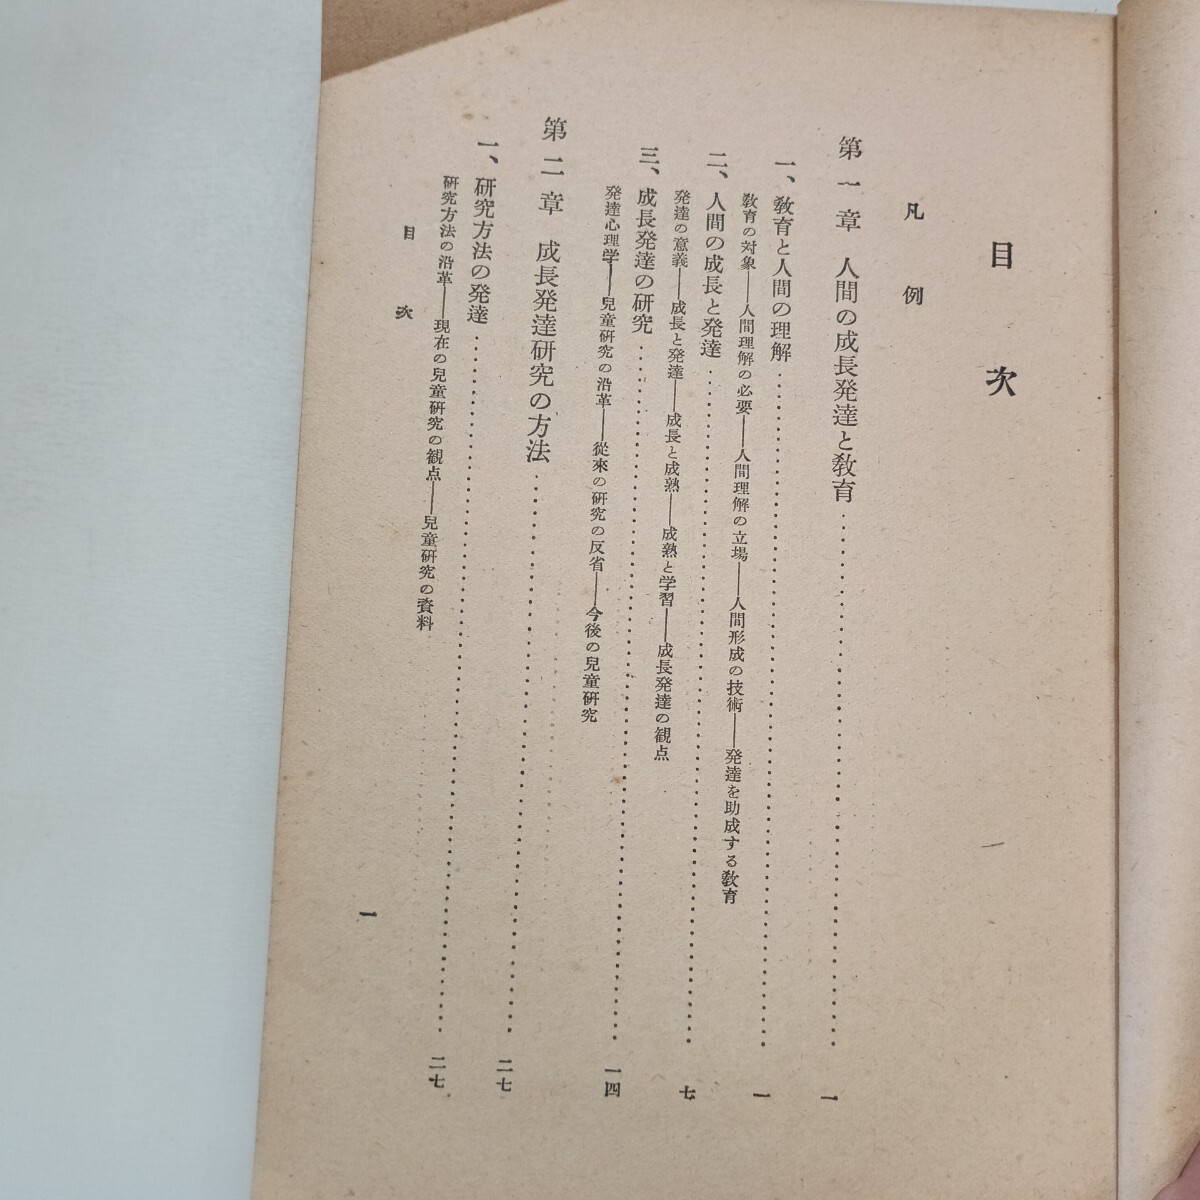 目次
凡例
第一章 人間の成長発達と教育……一
一、教育と人間の理解……一
教育の対象――人間理解の必要――人間理解の立場――人間形成の技術――発達を助成する教育
二、人間の成長と発達……七
発達の意義――成長と発達――成長と成熟――成熟と学習――成長発達の観点
三、成長発達の研究……一四
発達心理学――兒童研究の沿革――從來の研究の反省――今後の兒童研究
第二章 成長発達研究の方法……二七
一、研究方法の発達……二七
研究方法の沿革――現在の兒童研究の観点――兒童研究の資料
目次
一